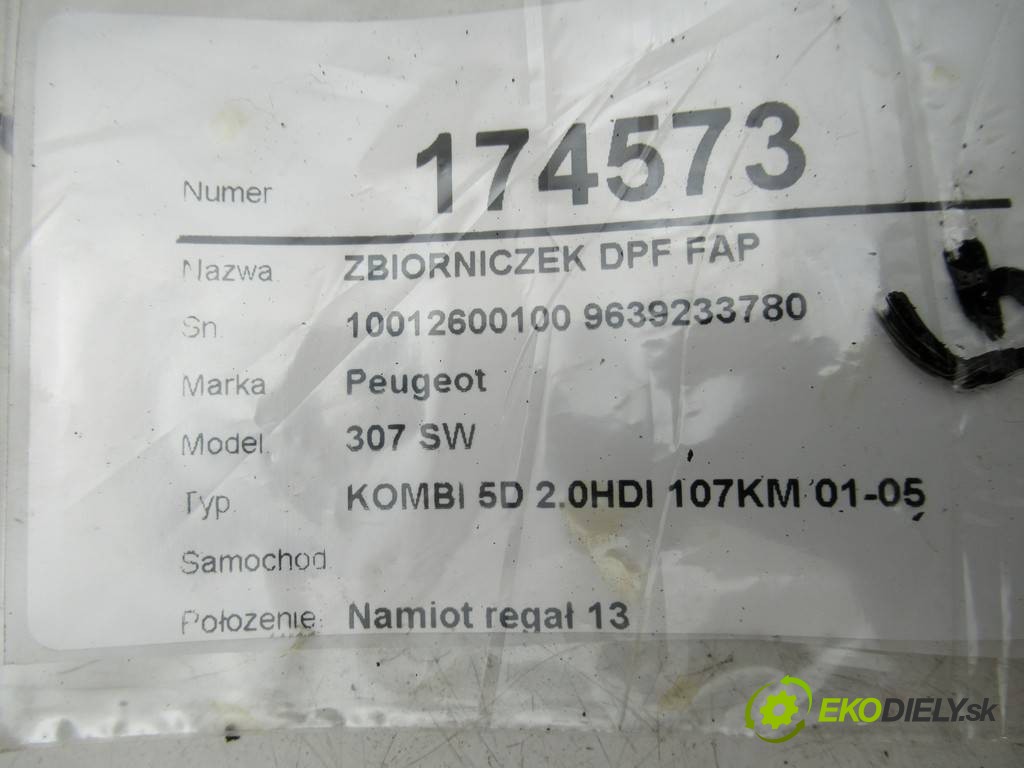 Numer 174573
Nazwa ZBIORNICZEK DPF FAP
Sn. 10012600100 9639233780
Marka Peugeot
Model. 307 SW
Typ. KOMBI 5D 2.0HDI 107KM 01-05
Samochod
Położenie: Namiot regał 13
EKODIELY.sk